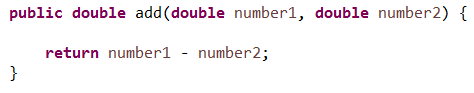 public double add(double number1, double number2) {
return number1 - number2;
}